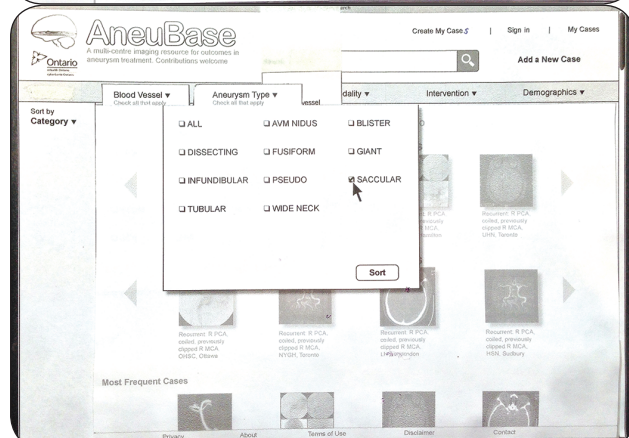 AneuBase
A multi-centre imaging resource for outcomes in
aneurysm treatment. Contributions welcome
Ontario
Create My Cases | Sign in | My Cases
Add a New Case
Blood Vessel ▼
Check all that apply
Aneurysm Type ▼
Check all that apply
vessel
dality ▼
Intervention ▼
Demographics ▼
Sort by
Category ▼
ALL
AVM NIDUS
BLISTER
DISSECTING
FUSIFORM
GIANT
INFUNDIBULAR
PSEUDO
SACCULAR
TUBULAR
WIDE NECK
Sort
Recurrent: R PCA,
coiled, previously
clipped R MCA,
UHN, Toronto
Recurrent: R PCA,
coiled, previously
clipped R MCA
OHSC, Ottawa
Recurrent: R PCA,
coiled, previously
clipped R MCA
NYGH, Toronto
Recurrent: R PCA,
coiled, previously
clipped R MCA
Recurrent: R PCA,
coiled, previously
clipped R MCA
HSN, Sudbury
Most Frequent Cases
Privacy
About
Terms of Use
Disclaimer
Contact